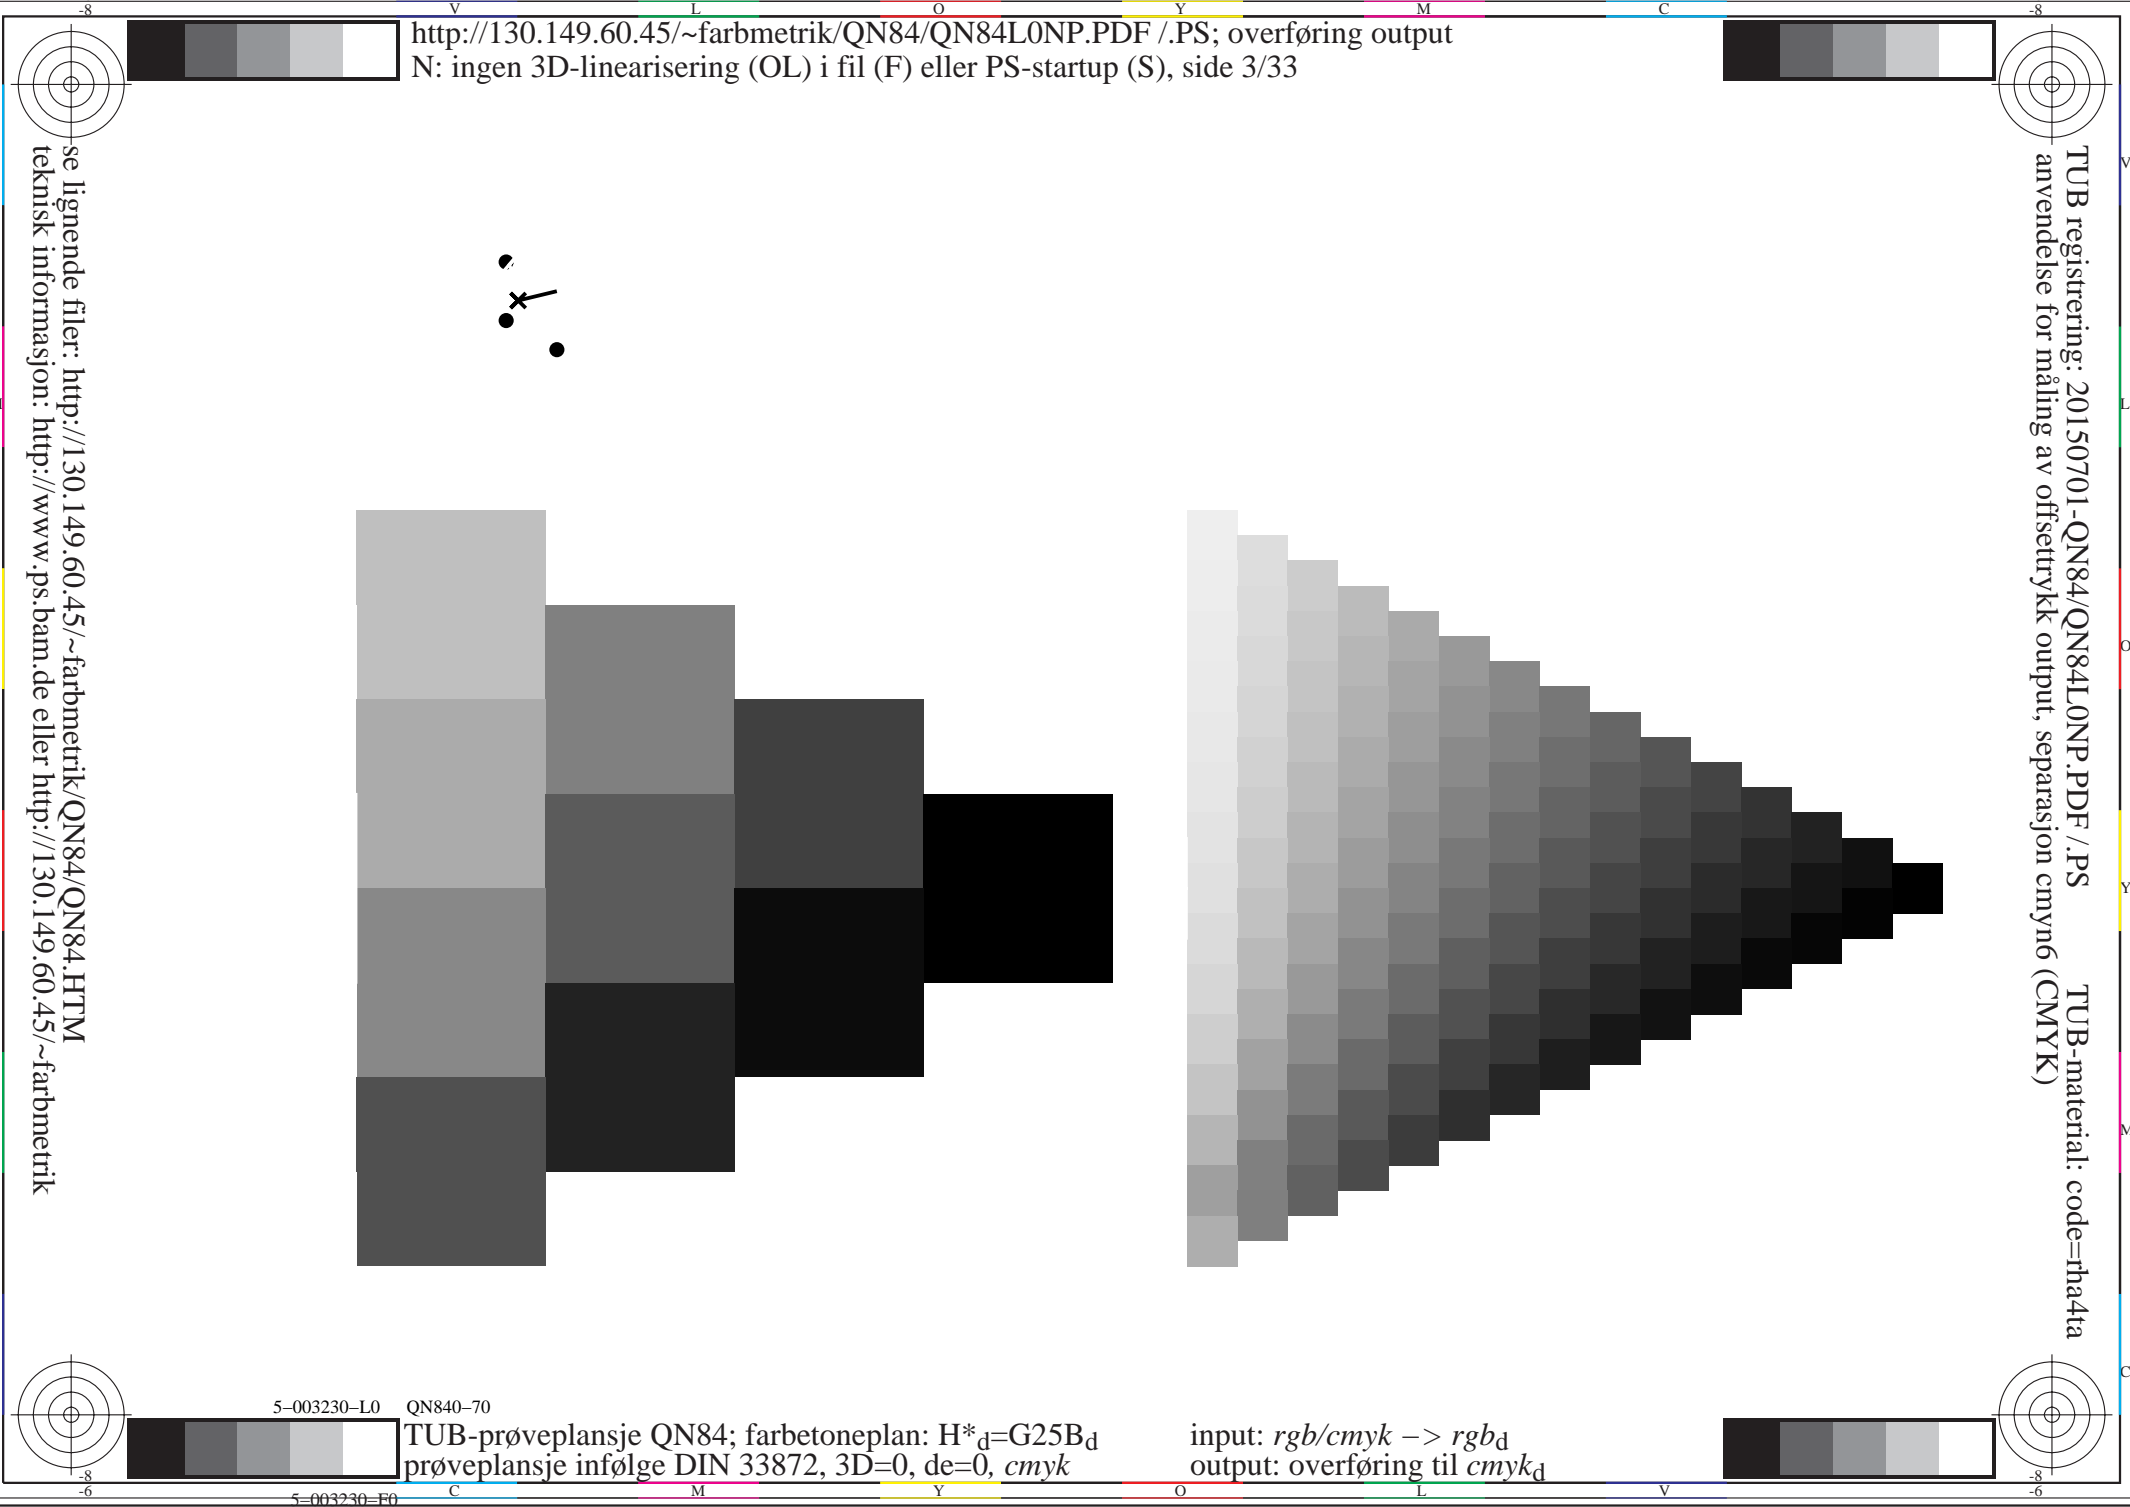 -8 V L O Y M C -8
http://130.149.60.45/~farbmetrik/QN84/QN84L0NP.PDF /.PS; overføring output
N: ingen 3D-linearisering (OL) i fil (F) eller PS-startup (S), side 3/33
se lignende filer: http://130.149.60.45/~farbmetrik/QN84/QN84.HTM
teknisk informasjon: http://www.ps.bam.de eller http://130.149.60.45/~farbmetrik
TUB registrering: 20150701-QN84/QN84L0NP.PDF /.PS TUB-material: code=rha4ta
anvendelse for måling av offsettrykk output, separasjon cmyn6 (CMYK)
V
L
O
Y
M
C
5-003230-L0 QN840-70
TUB-prøveplansje QN84; farbetoneplan: H*d=G25Bd
prøveplansje infølge DIN 33872, 3D=0, de=0, cmyk
input: rgb/cmyk -> rgbd
output: overføring til cmykd
-8 -8
-6 5-003230-F0 C M Y O L V -6